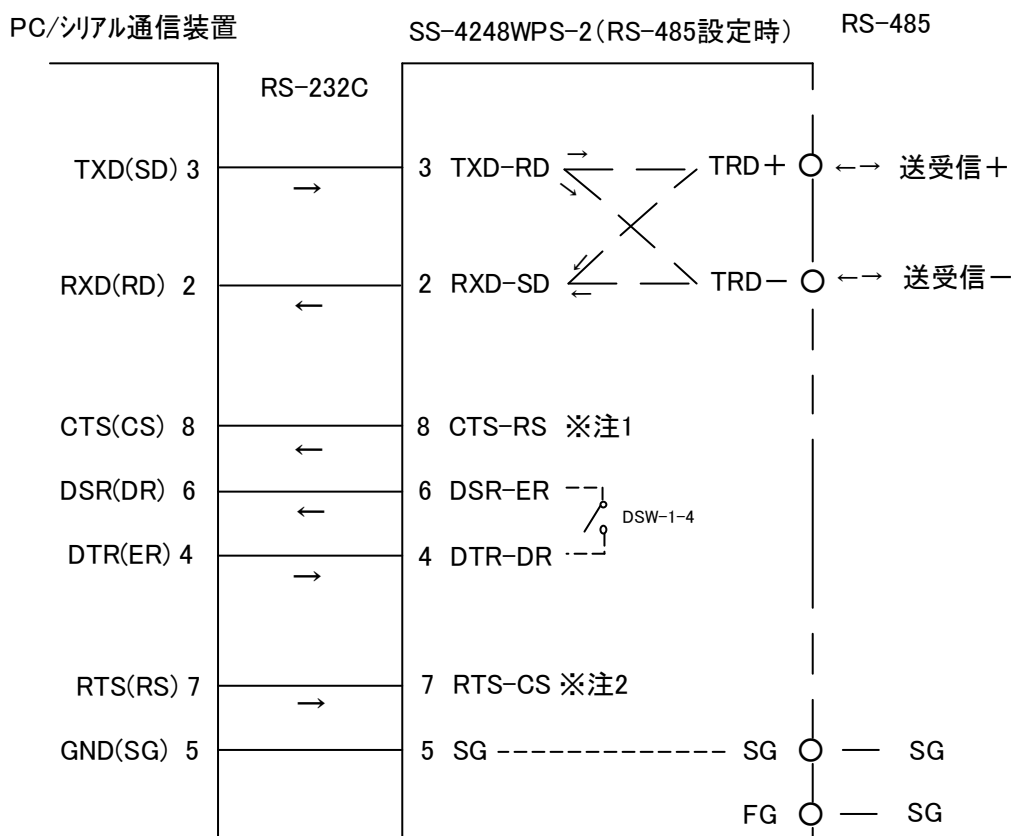 PC/シリアル通信装置 SS-4248WPS-2(RS-485設定時) RS-485
RS-232C
TXD(SD) 3 → 3 TXD-RD → ↘ TRD+ ←→ 送受信+
RXD(RD) 2 ← 2 RXD-SD ↙ ← TRD- ←→ 送受信-
CTS(CS) 8 ← 8 CTS-RS ※注1
DSR(DR) 6 ← 6 DSR-ER
DSW-1-4
DTR(ER) 4 → 4 DTR-DR
RTS(RS) 7 → 7 RTS-CS ※注2
GND(SG) 5 5 SG SG SG
FG SG